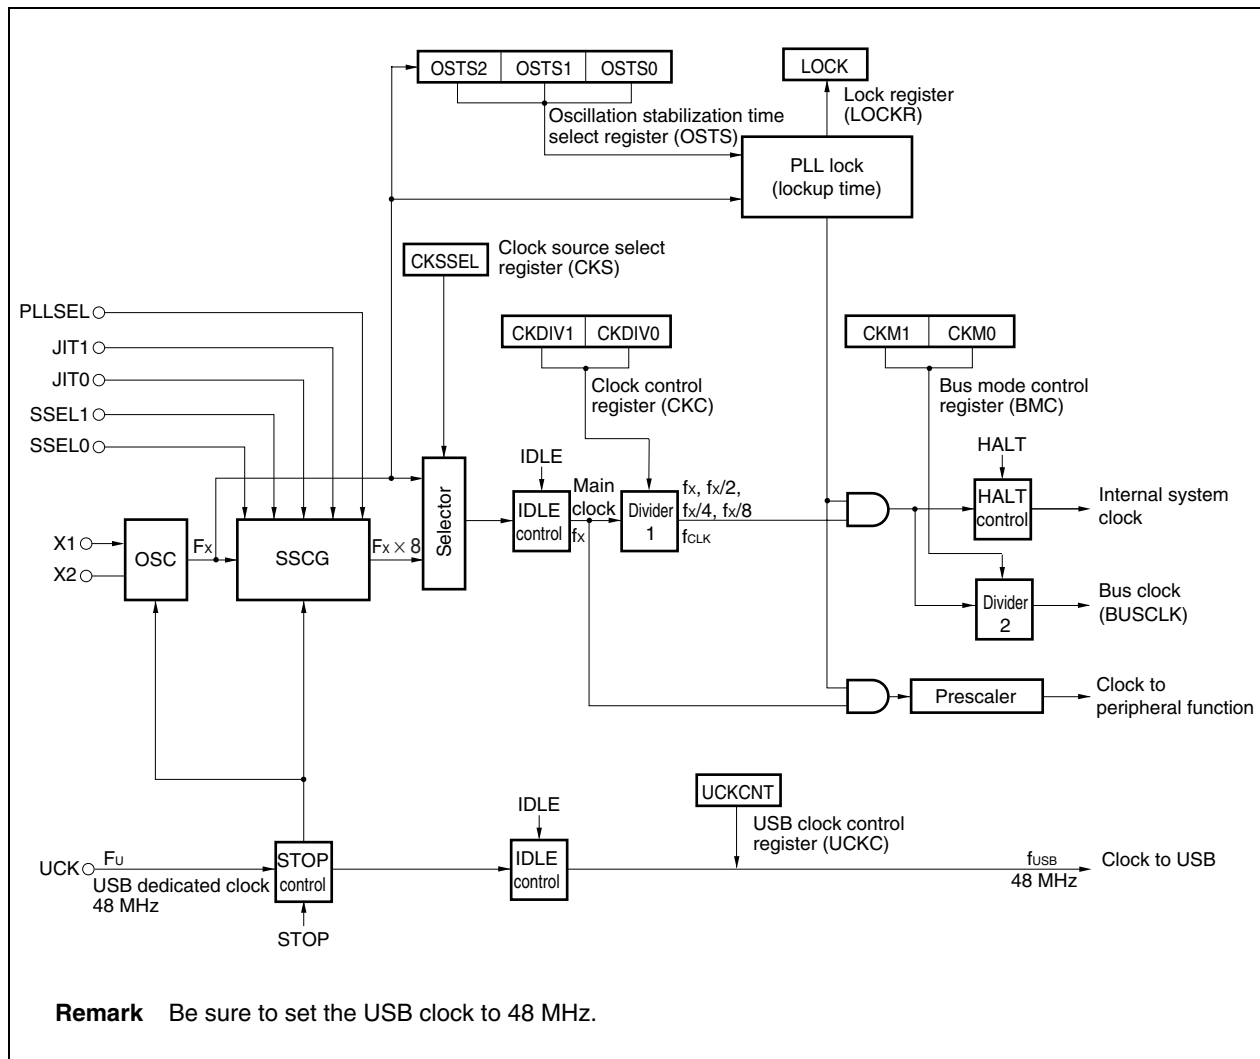 OSTS2 OSTS1 OSTS0
LOCK
Oscillation stabilization time
select register (OSTS)
Lock register
(LOCKR)
PLL lock
(lockup time)
CKSSEL
Clock source select
register (CKS)
PLLSEL
JIT1
JIT0
SSEL1
SSEL0
CKDIV1 CKDIV0
Clock control
register (CKC)
CKM1 CKM0
Bus mode control
register (BMC)
X1
X2
OSC
FX
SSCG
FX × 8
Selector
IDLE
IDLE
control
Main
clock
fX
Divider
1
fX, fX/2,
fX/4, fX/8
fCLK
HALT
HALT
control
Internal system
clock
Divider
2
Bus clock
(BUSCLK)
Prescaler
Clock to
peripheral function
UCK
FU
USB dedicated clock
48 MHz
STOP
control
STOP
IDLE
IDLE
control
UCKCNT
USB clock control
register (UCKC)
fUSB
48 MHz
Clock to USB
Remark Be sure to set the USB clock to 48 MHz.